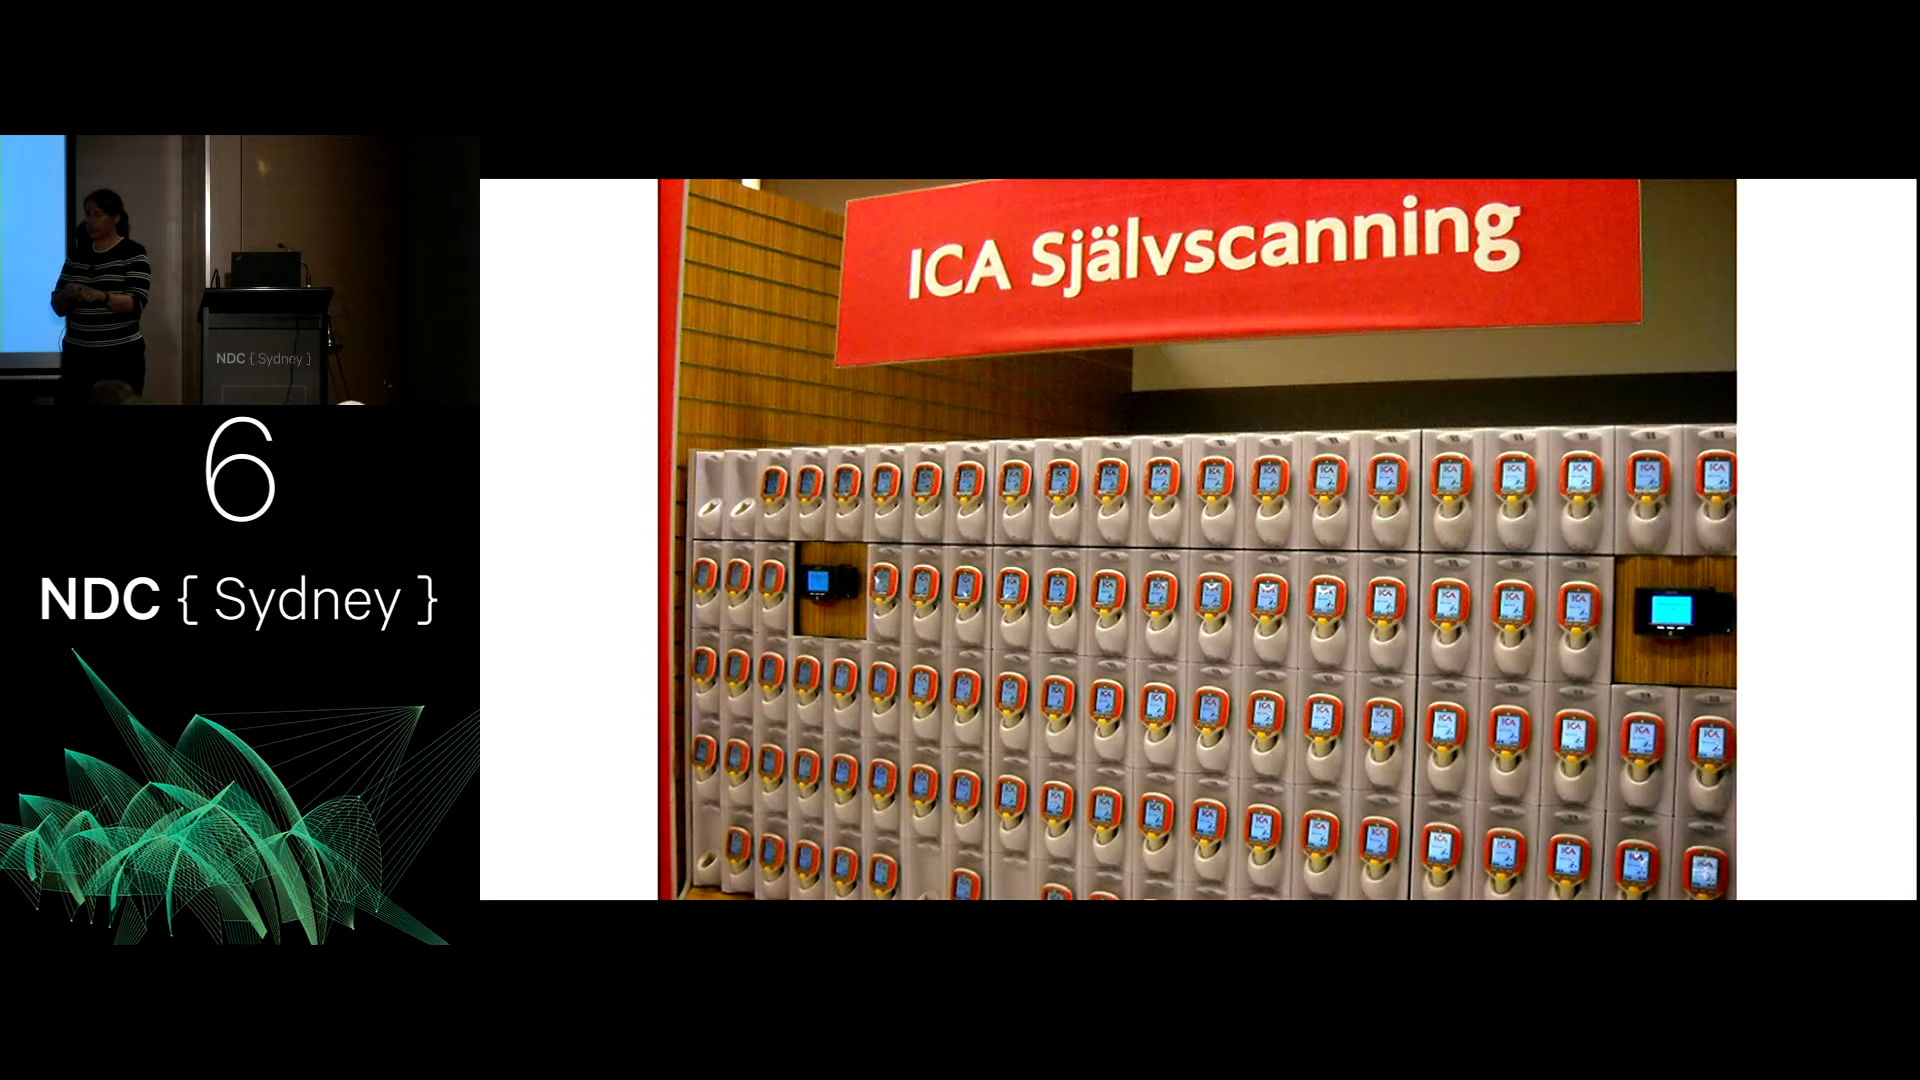 NDC { Sydney }
6
NDC { Sydney }
ICA Självscanning